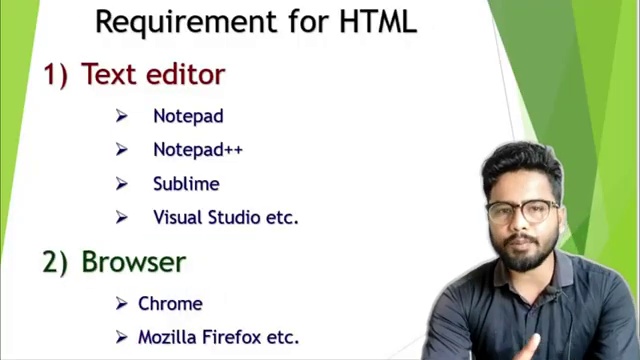 Requirement for HTML
1) Text editor
➢ Notepad
➢ Notepad++
➢ Sublime
➢ Visual Studio etc.
2) Browser
➢ Chrome
➢ Mozilla Firefox etc.